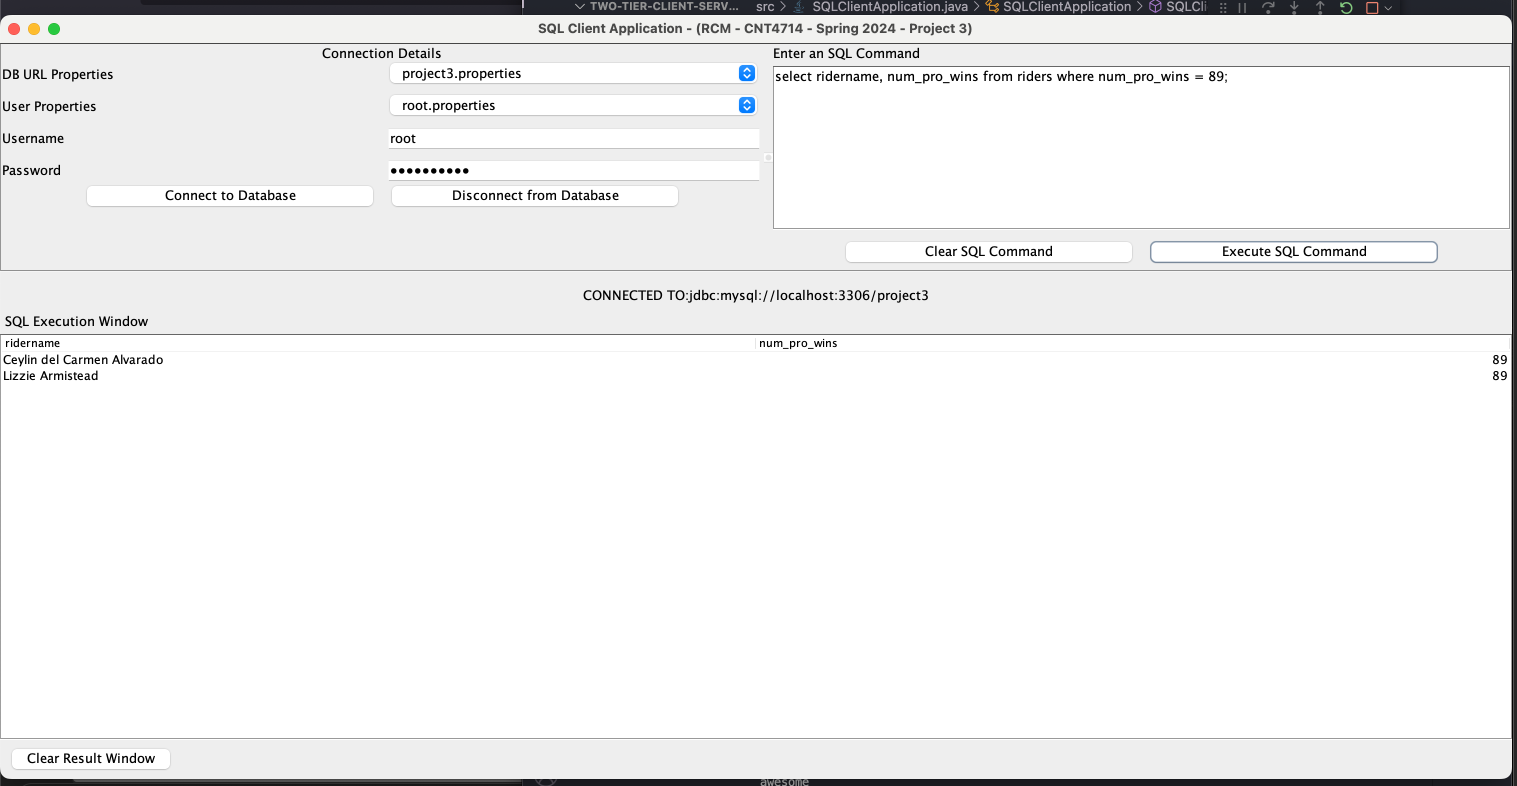 TWO-TIER-CLIENT-SERV... src > SQLClientApplication.java > SQLClientApplication > SQLCli
SQL Client Application - (RCM - CNT4714 - Spring 2024 - Project 3)
Connection Details
DB URL Properties project3.properties
User Properties root.properties
Username root
Password ••••••••••
Connect to Database Disconnect from Database
Enter an SQL Command
select ridername, num_pro_wins from riders where num_pro_wins = 89;
Clear SQL Command Execute SQL Command
CONNECTED TO:jdbc:mysql://localhost:3306/project3
SQL Execution Window
ridername num_pro_wins
Ceylin del Carmen Alvarado 89
Lizzie Armistead 89
Clear Result Window
awesome